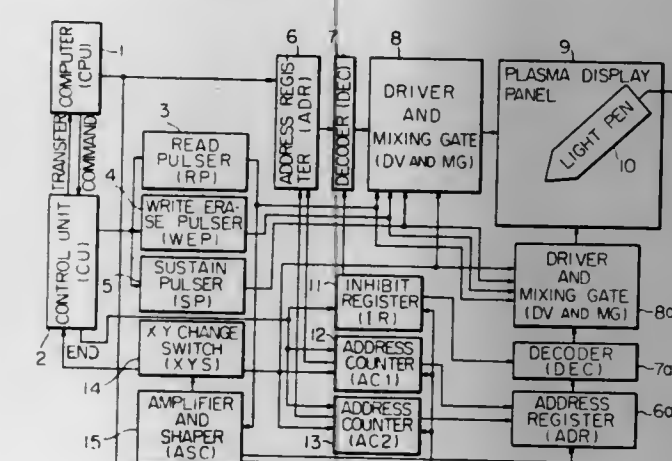 1
COMPUTER
(CPU)
TRANSFER
COMMAND
CONTROL UNIT
(CU)
2
END
3
READ
PULSER
(RP)
4
WRITE ERA-
SE PULSER
(WEP)
5
SUSTAIN
PULSER
(SP)
14
XY CHANGE
SWITCH
(XYS)
15
AMPLIFIER
AND
SHAPER
(ASC)
6
ADDRESS REGIS-
TER (ADR)
7
DECODER (DEC)
8
DRIVER
AND
MIXING GATE
(DV AND MG)
9
PLASMA DISPLAY
PANEL
LIGHT PEN
10
11
INHIBIT
REGISTER
(IR)
12
ADDRESS
COUNTER
(AC1)
13
ADDRESS
COUNTER
(AC2)
DRIVER
AND
MIXING GATE
(DV AND MG)
8a
DECODER
(DEC)
7a
ADDRESS
REGISTER
(ADR)
6a